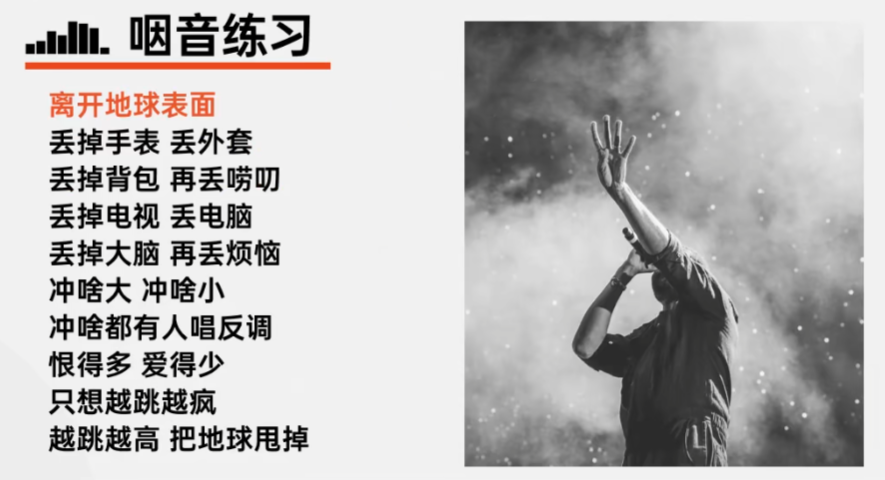 咽音练习
离开地球表面
丢掉手表 丢外套
丢掉背包 再丢唠叨
丢掉电视 丢电脑
丢掉大脑 再丢烦恼
冲啥大 冲啥小
冲啥都有人唱反调
恨得多 爱得少
只想越跳越疯
越跳越高 把地球甩掉